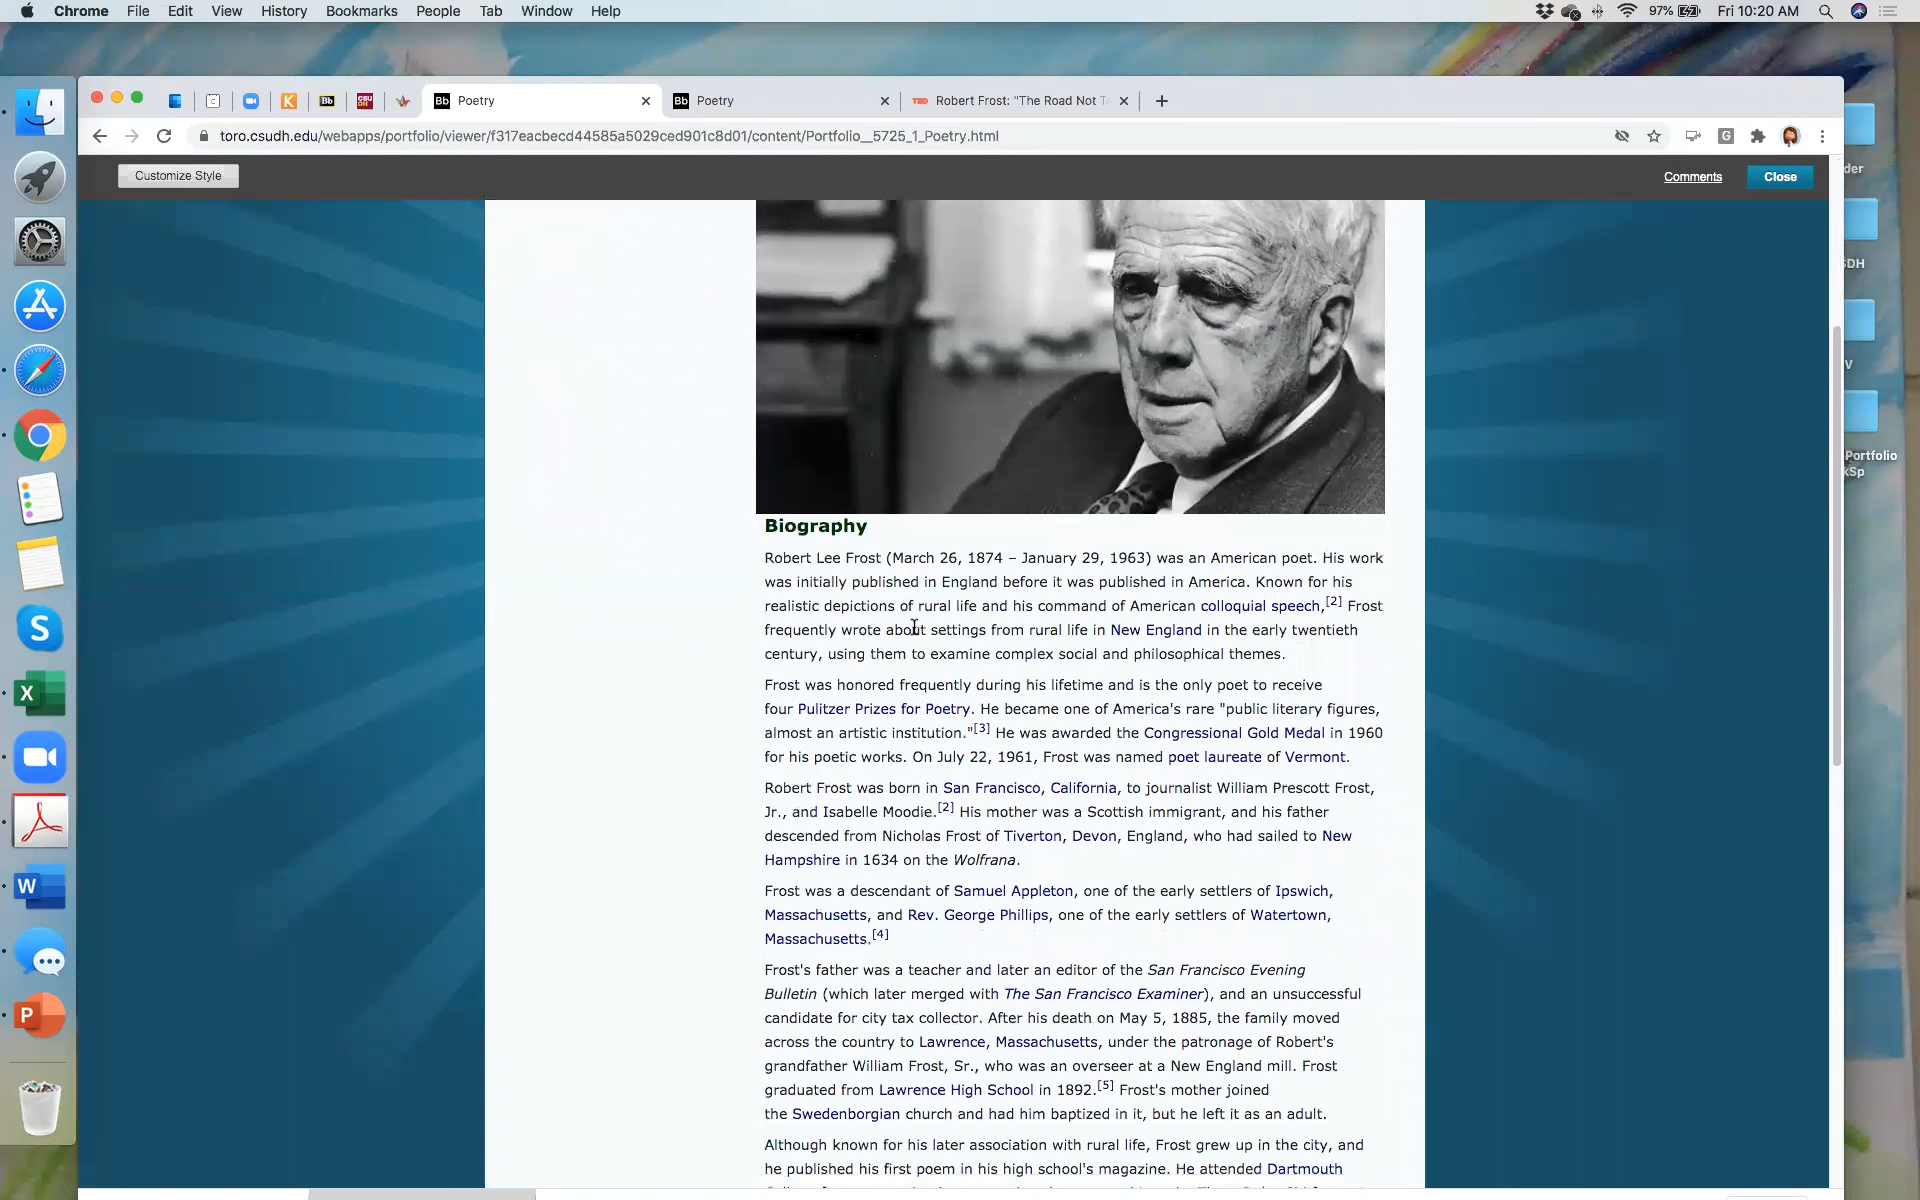 Chrome File Edit View History Bookmarks People Tab Window Help 97% Fri 10:20 AM
Poetry Poetry Robert Frost: "The Road Not T
toro.csudh.edu/webapps/portfolio/viewer/f317eacbecd44585a5029ced901c8d01/content/Portfolio__5725_1_Poetry.html
Customize Style Comments Close
Biography
Robert Lee Frost (March 26, 1874 – January 29, 1963) was an American poet. His work
was initially published in England before it was published in America. Known for his
realistic depictions of rural life and his command of American colloquial speech,[2] Frost
frequently wrote about settings from rural life in New England in the early twentieth
century, using them to examine complex social and philosophical themes.
Frost was honored frequently during his lifetime and is the only poet to receive
four Pulitzer Prizes for Poetry. He became one of America's rare "public literary figures,
almost an artistic institution."[3] He was awarded the Congressional Gold Medal in 1960
for his poetic works. On July 22, 1961, Frost was named poet laureate of Vermont.
Robert Frost was born in San Francisco, California, to journalist William Prescott Frost,
Jr., and Isabelle Moodie.[2] His mother was a Scottish immigrant, and his father
descended from Nicholas Frost of Tiverton, Devon, England, who had sailed to New
Hampshire in 1634 on the Wolfrana.
Frost was a descendant of Samuel Appleton, one of the early settlers of Ipswich,
Massachusetts, and Rev. George Phillips, one of the early settlers of Watertown,
Massachusetts.[4]
Frost's father was a teacher and later an editor of the San Francisco Evening
Bulletin (which later merged with The San Francisco Examiner), and an unsuccessful
candidate for city tax collector. After his death on May 5, 1885, the family moved
across the country to Lawrence, Massachusetts, under the patronage of Robert's
grandfather William Frost, Sr., who was an overseer at a New England mill. Frost
graduated from Lawrence High School in 1892.[5] Frost's mother joined
the Swedenborgian church and had him baptized in it, but he left it as an adult.
Although known for his later association with rural life, Frost grew up in the city, and
he published his first poem in his high school's magazine. He attended Dartmouth
der
SDH
V
Portfolio
kSp